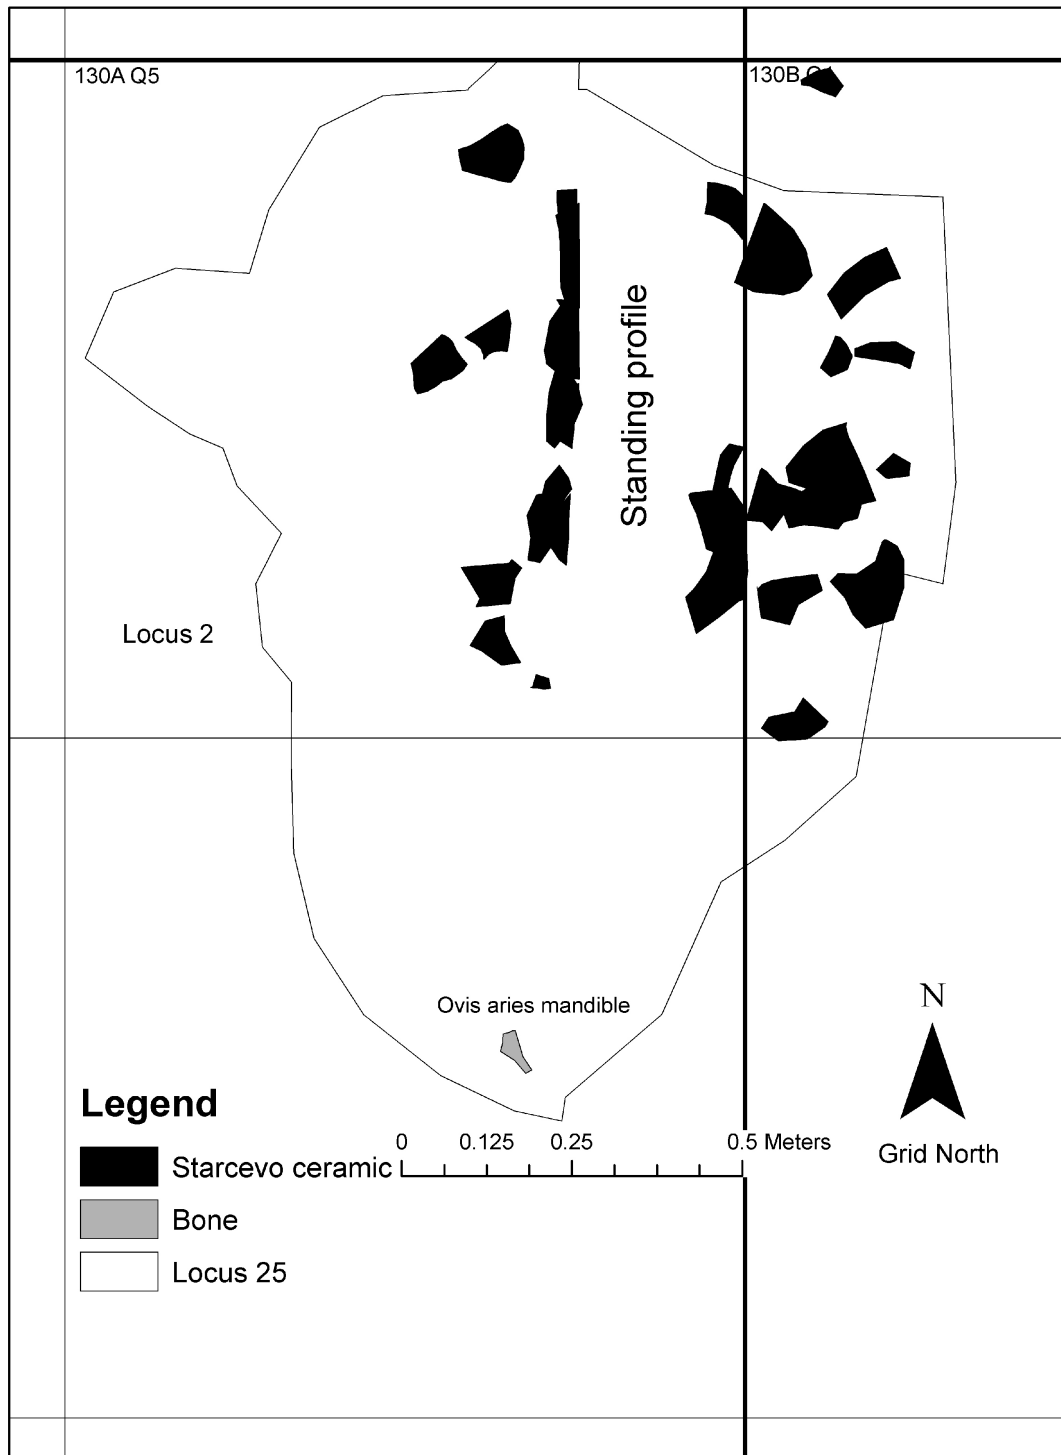 130A Q5
130B
Standing profile
Locus 2
Ovis aries mandible
N
Grid North
Legend
Starcevo ceramic
Bone
Locus 25
0 0.125 0.25 0.5 Meters